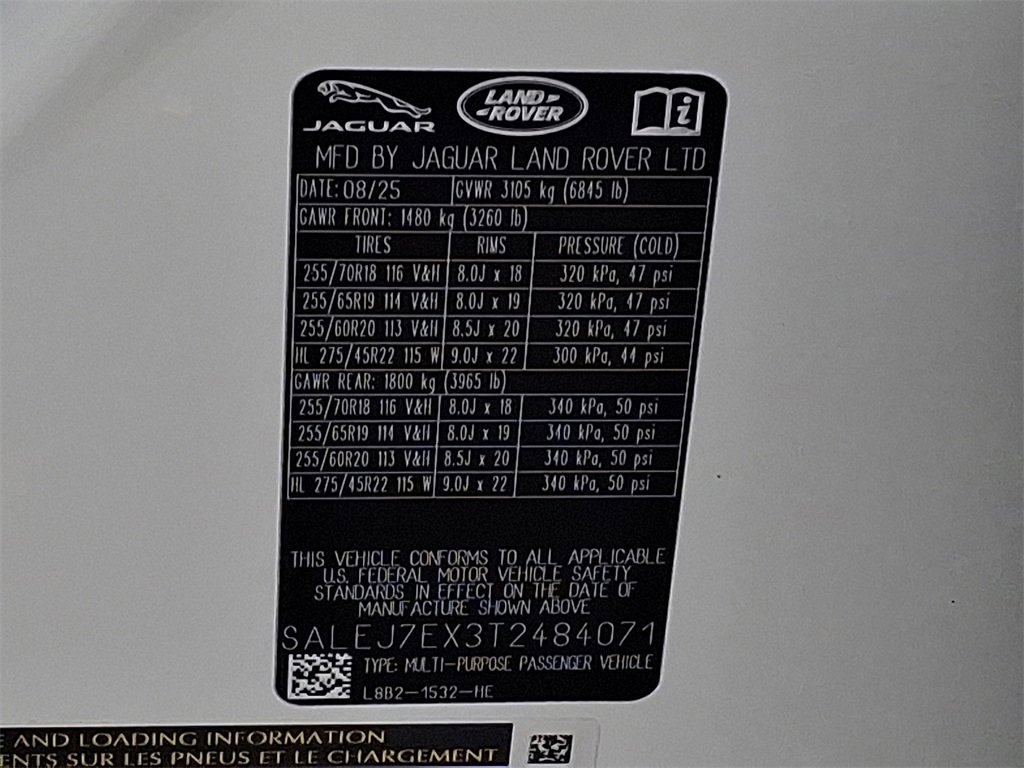 JAGUAR
LAND ROVER
i
MFD BY JAGUAR LAND ROVER LTD
DATE: 08/25 GVWR 3105 kg (6845 lb)
GAWR FRONT: 1480 kg (3260 lb)
TIRES RIMS PRESSURE (COLD)
255/70R18 116 V&H 8.0J x 18 320 kPa, 47 psi
255/65R19 114 V&H 8.0J x 19 320 kPa, 47 psi
255/60R20 113 V&H 8.5J x 20 320 kPa, 47 psi
HL 275/45R22 115 W 9.0J x 22 300 kPa, 44 psi
GAWR REAR: 1800 kg (3965 lb)
255/70R18 116 V&H 8.0J x 18 340 kPa, 50 psi
255/65R19 114 V&H 8.0J x 19 340 kPa, 50 psi
255/60R20 113 V&H 8.5J x 20 340 kPa, 50 psi
HL 275/45R22 115 W 9.0J x 22 340 kPa, 50 psi
THIS VEHICLE CONFORMS TO ALL APPLICABLE
U.S. FEDERAL MOTOR VEHICLE SAFETY
STANDARDS IN EFFECT ON THE DATE OF
MANUFACTURE SHOWN ABOVE
SALEJ7EX3T2484071
TYPE: MULTI-PURPOSE PASSENGER VEHICLE
L8B2-1532-HE
E AND LOADING INFORMATION
ENTS SUR LES PNEUS ET LE CHARGEMENT